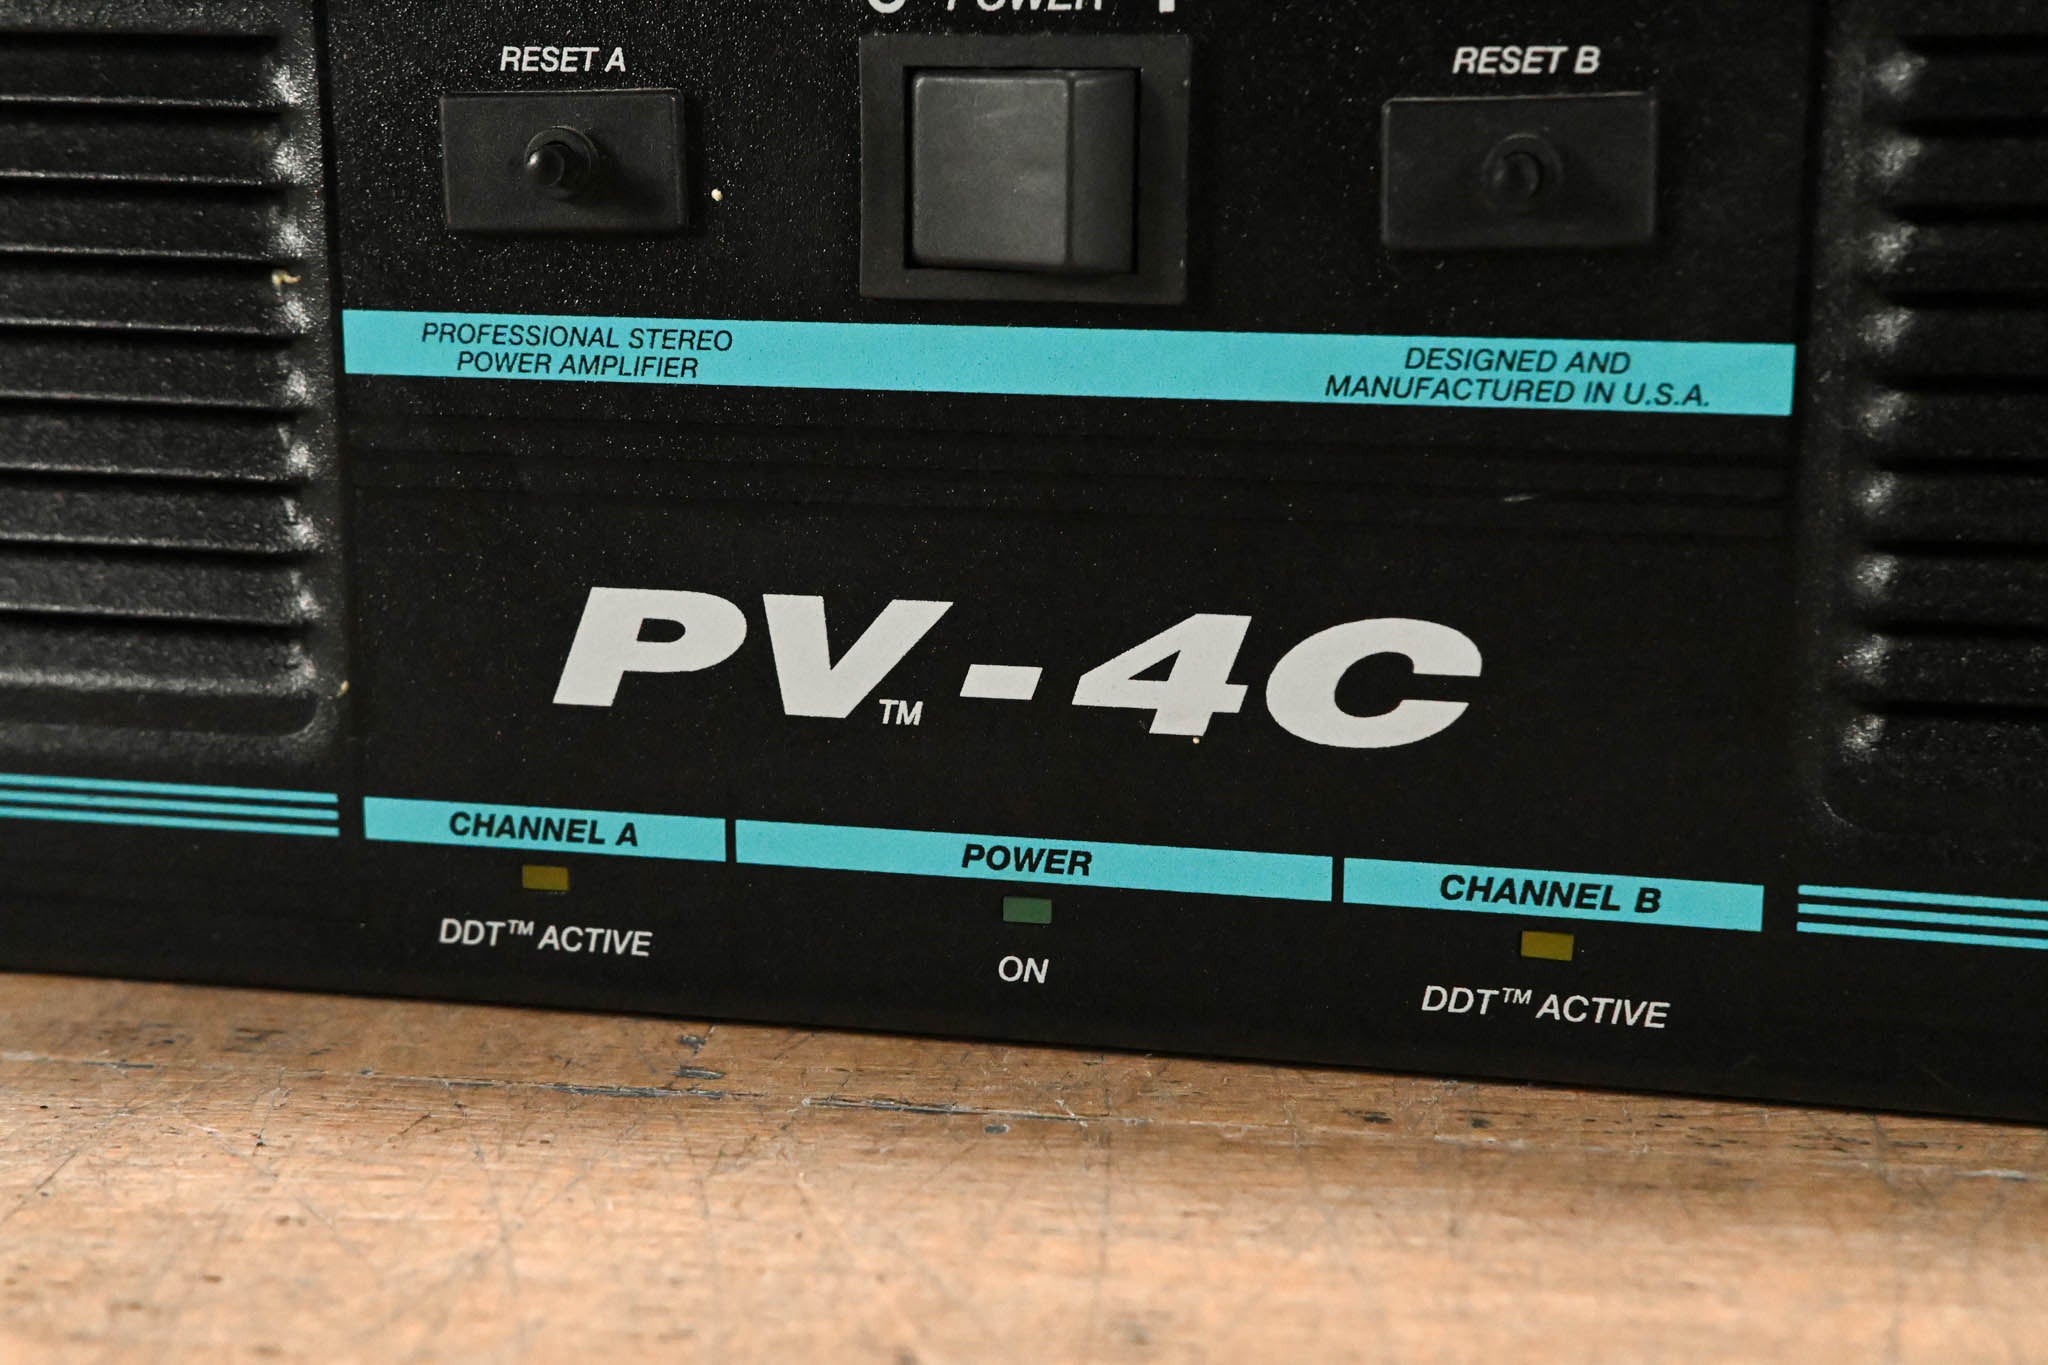 POWER
RESET A
RESET B
PROFESSIONAL STEREO
POWER AMPLIFIER
DESIGNED AND
MANUFACTURED IN U.S.A.
PV™-4C
CHANNEL A
POWER
CHANNEL B
DDT™ ACTIVE
ON
DDT™ ACTIVE